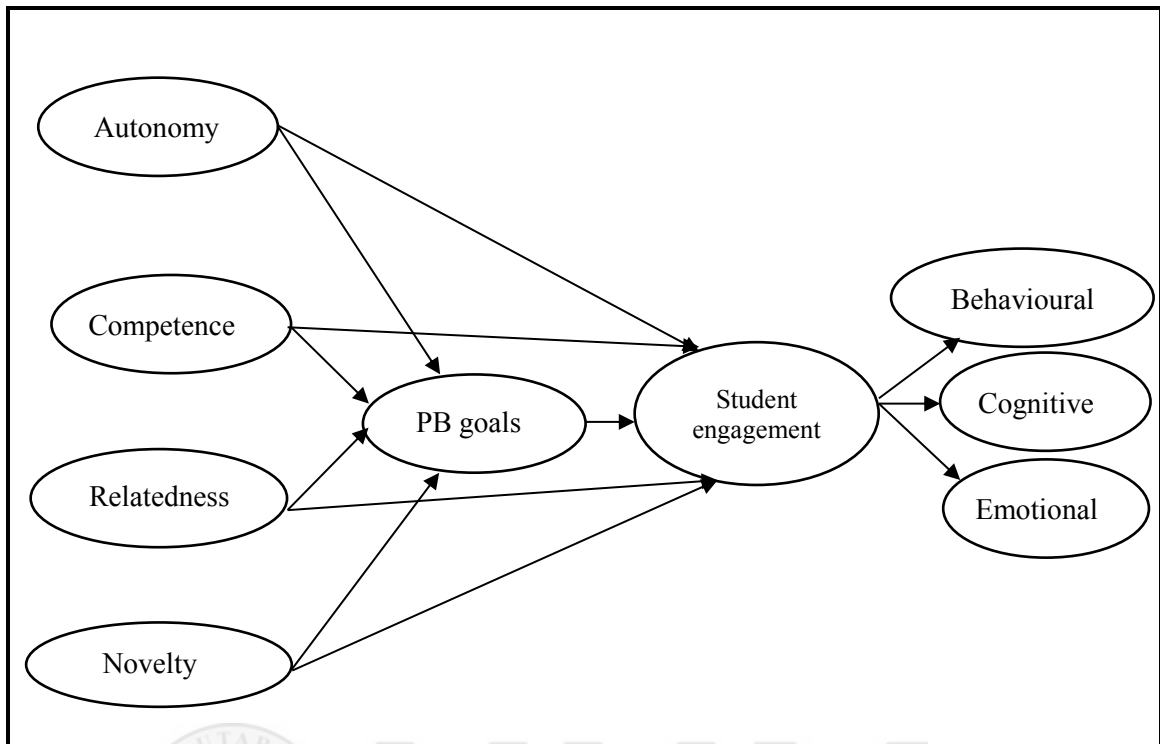 Autonomy
Competence
Relatedness
Novelty
PB goals
Student
engagement
Behavioural
Cognitive
Emotional